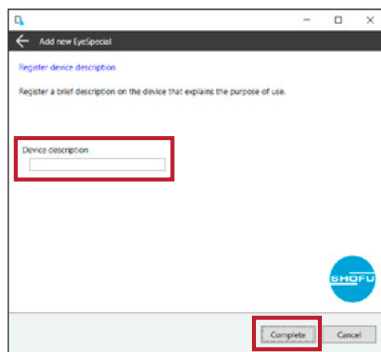 Add new EyeSpecial
Register device description
Register a brief description on the device that explains the purpose of use.
Device description
SHOFU
Complete
Cancel